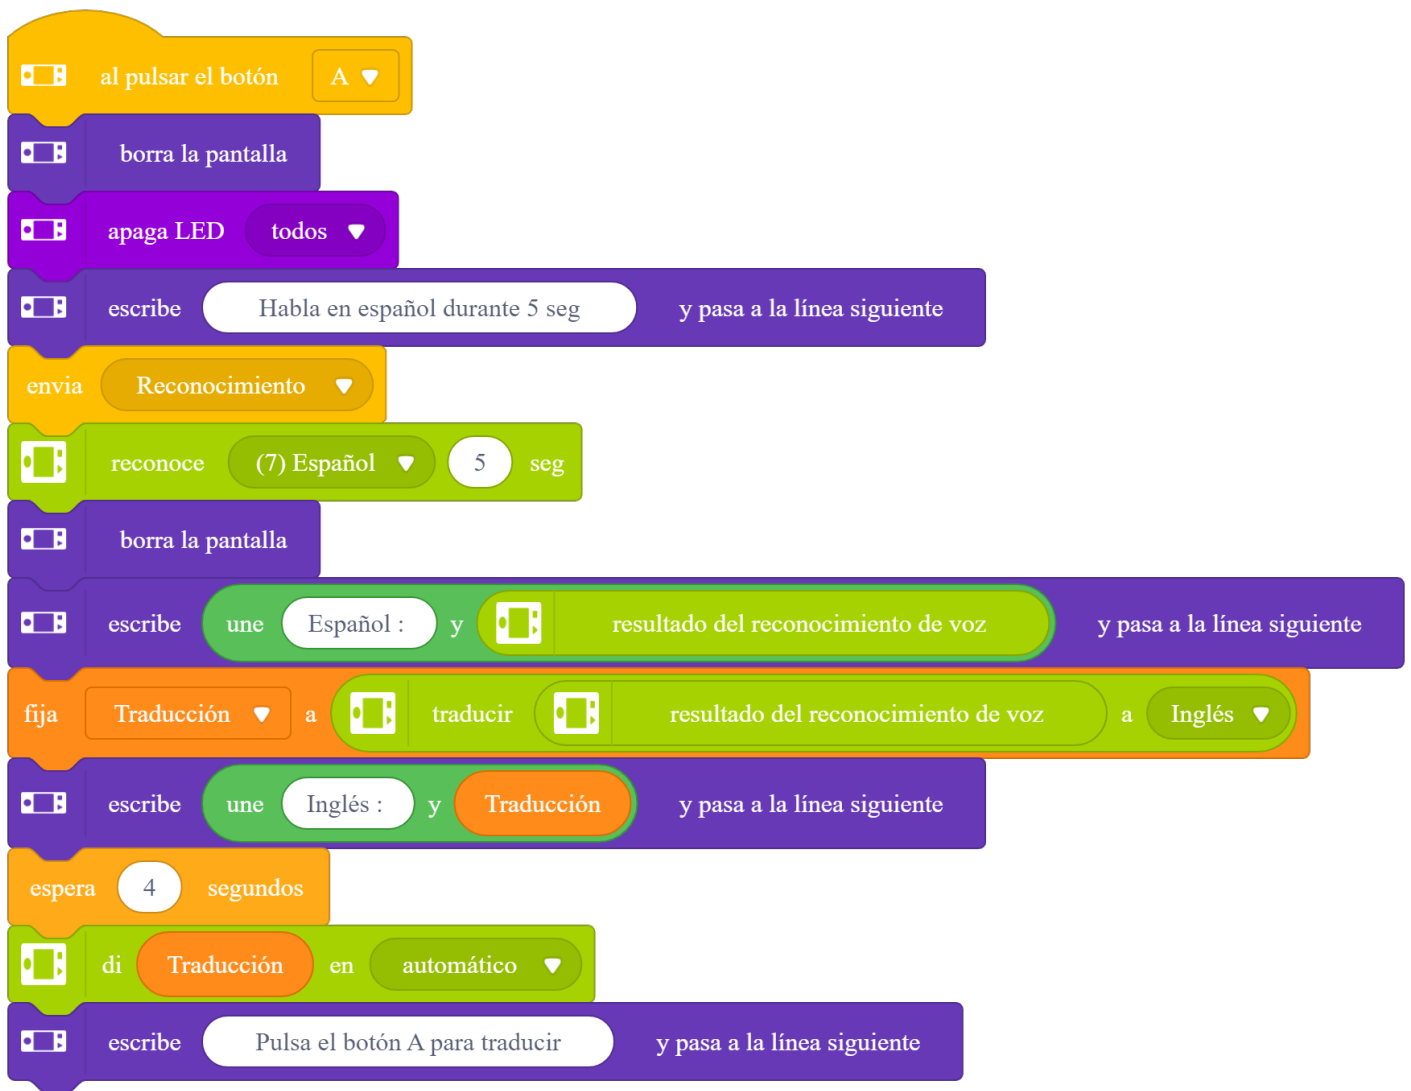 al pulsar el botón A
borra la pantalla
apaga LED todos
escribe Habla en español durante 5 seg y pasa a la línea siguiente
envia Reconocimiento
reconoce (7) Español 5 seg
borra la pantalla
escribe une Español : y resultado del reconocimiento de voz y pasa a la línea siguiente
fija Traducción a traducir resultado del reconocimiento de voz a Inglés
escribe une Inglés : y Traducción y pasa a la línea siguiente
espera 4 segundos
di Traducción en automático
escribe Pulsa el botón A para traducir y pasa a la línea siguiente